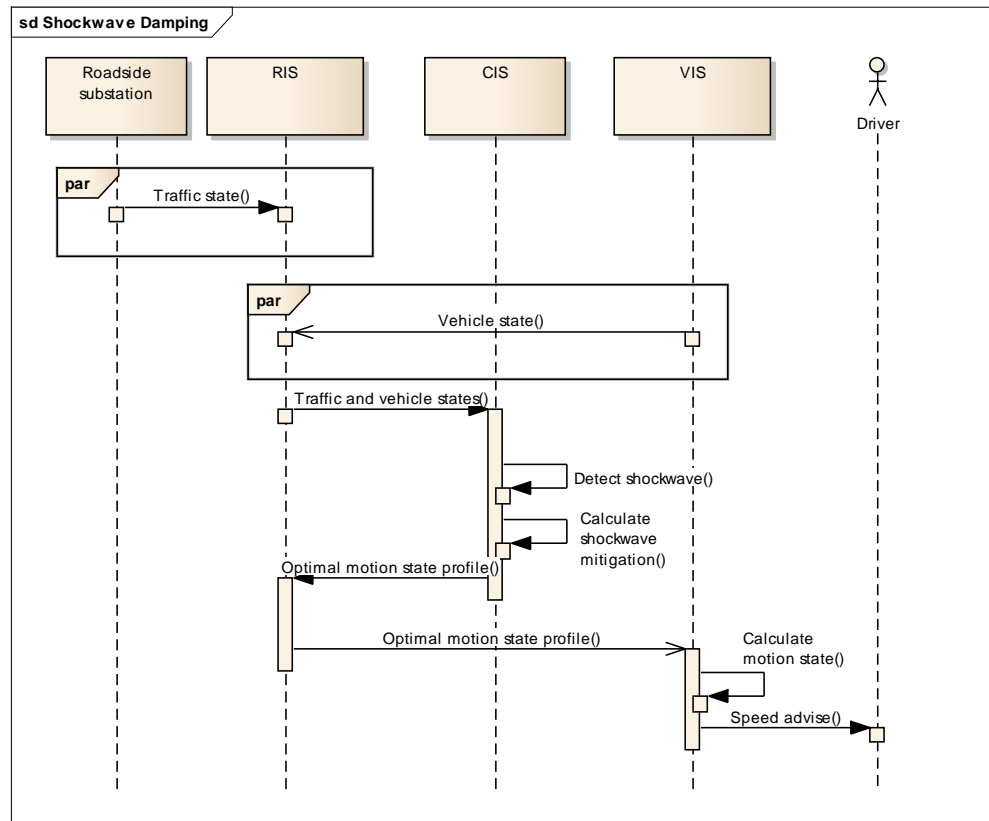 sd Shockwave Damping
Roadside
substation
RIS
CIS
VIS
Driver
par
Traffic state()
par
Vehicle state()
Traffic and vehicle states()
Detect shockwave()
Calculate
shockwave
mitigation()
Optimal motion state profile()
Optimal motion state profile()
Calculate
motion state()
Speed advise()